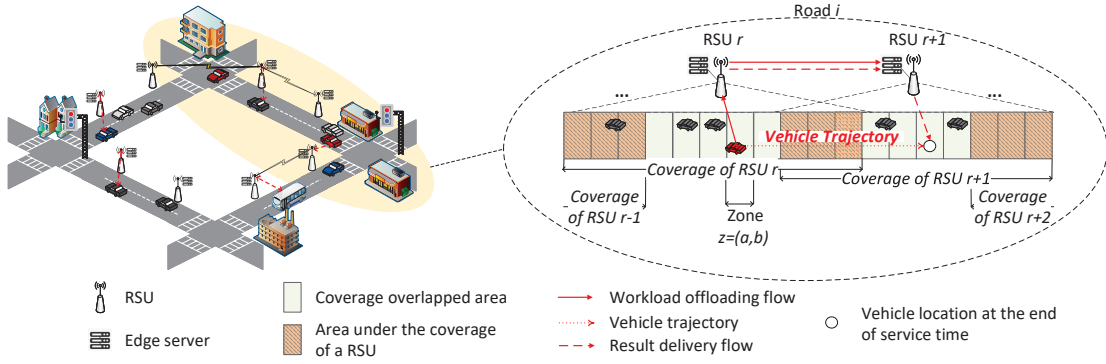 Road i
RSU r
RSU r+1
...
...
Vehicle Trajectory
Coverage of RSU r
Coverage of RSU r+1
Coverage
of RSU r-1
Zone
z=(a,b)
Coverage
of RSU r+2
RSU
Edge server
Coverage overlapped area
Area under the coverage
of a RSU
Workload offloading flow
Vehicle trajectory
Result delivery flow
Vehicle location at the end
of service time